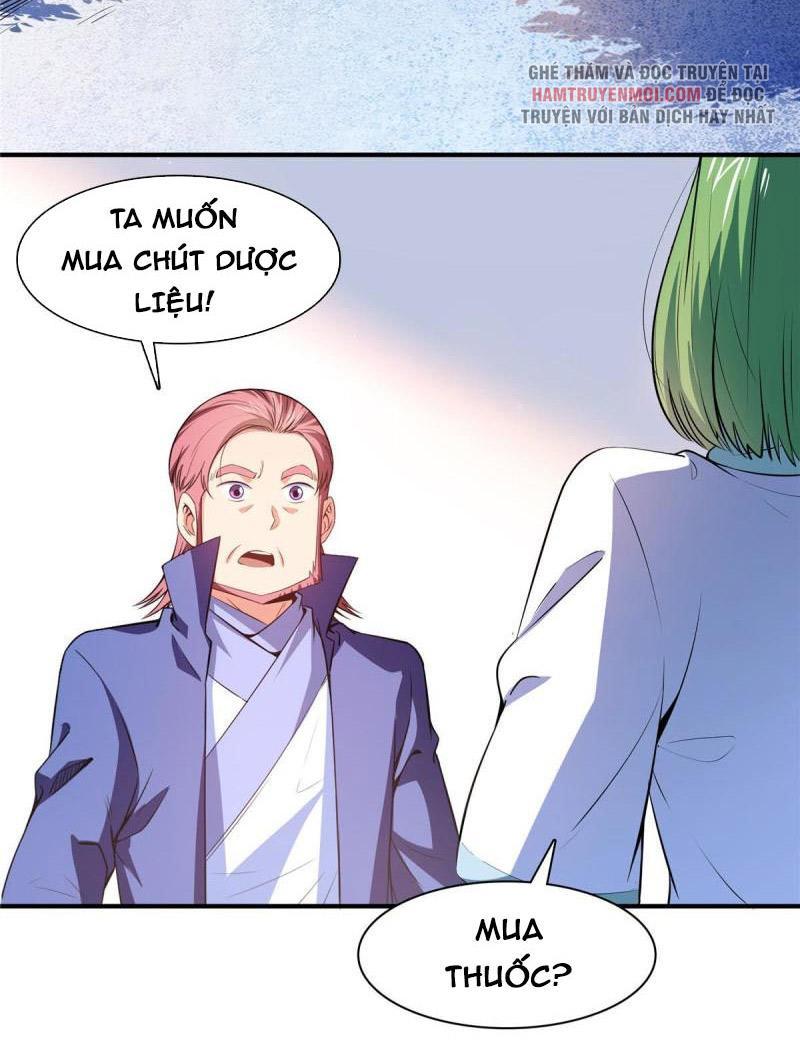 GHÉ THĂM VÀ ĐỌC TRUYỆN TẠI
HAMTRUYENMOI.COM ĐỂ ĐỌC
TRUYỆN VỚI BẢN DỊCH HAY NHẤT
TA MUỐN
MUA CHÚT DƯỢC
LIỆU!
MUA
THUỐC?